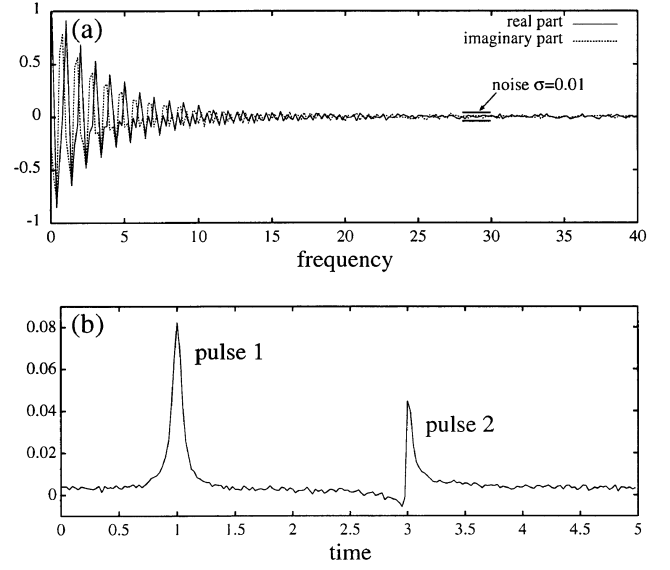 1
(a)
real part
imaginary part
0.5
noise σ=0.01
0
-0.5
-1
0 5 10 15 20 25 30 35 40
frequency
(b)
0.08
pulse 1
0.06
0.04
pulse 2
0.02
0
0 0.5 1 1.5 2 2.5 3 3.5 4 4.5 5
time